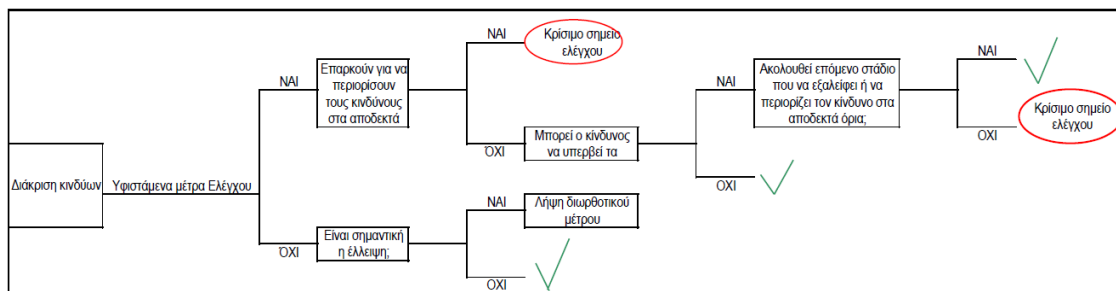 Διάκριση κινδύων
Υφιστάμενα μέτρα Ελέγχου
ΝΑΙ
Επαρκούν για να
περιορίσουν
τους κινδύνους
στα αποδεκτά
ΝΑΙ
Κρίσιμο σημείο
ελέγχου
ΌΧΙ
Μπορεί ο κίνδυνος
να υπερβεί τα
ΝΑΙ
Ακολουθεί επόμενο στάδιο
που να εξαλείφει ή να
περιορίζει τον κίνδυνο στα
αποδεκτά όρια;
ΝΑΙ
ΟΧΙ
Κρίσιμο σημείο
ελέγχου
ΟΧΙ
ΌΧΙ
Είναι σημαντική
η έλλειψη;
ΝΑΙ
Λήψη διωρθοτικού
μέτρου
ΟΧΙ